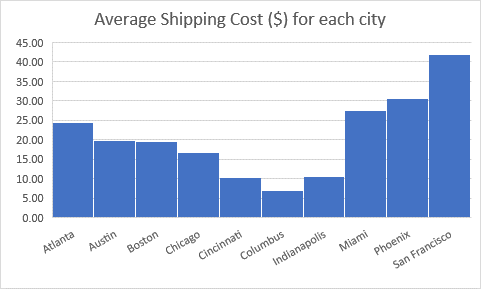 Average Shipping Cost ($) for each city
45.00
40.00
35.00
30.00
25.00
20.00
15.00
10.00
5.00
0.00
Atlanta
Austin
Boston
Chicago
Cincinnati
Columbus
Indianapolis
Miami
Phoenix
San Francisco